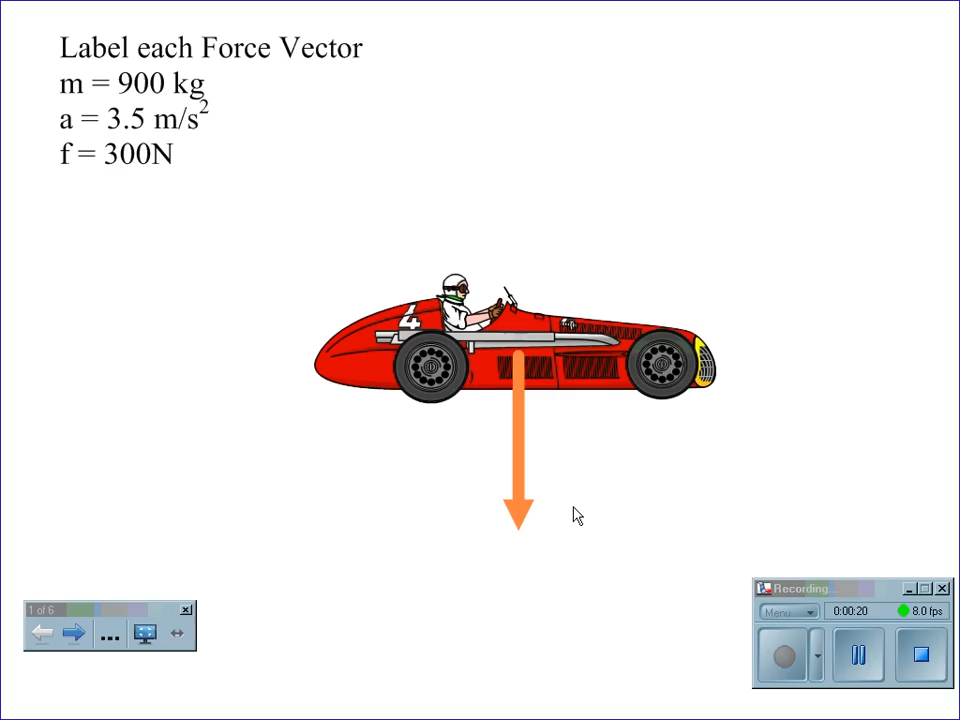 Label each Force Vector
m = 900 kg
a = 3.5 m/s²
f = 300N
4
1 of 6
...
Recording...
Menu
0:00:20
8.0 fps